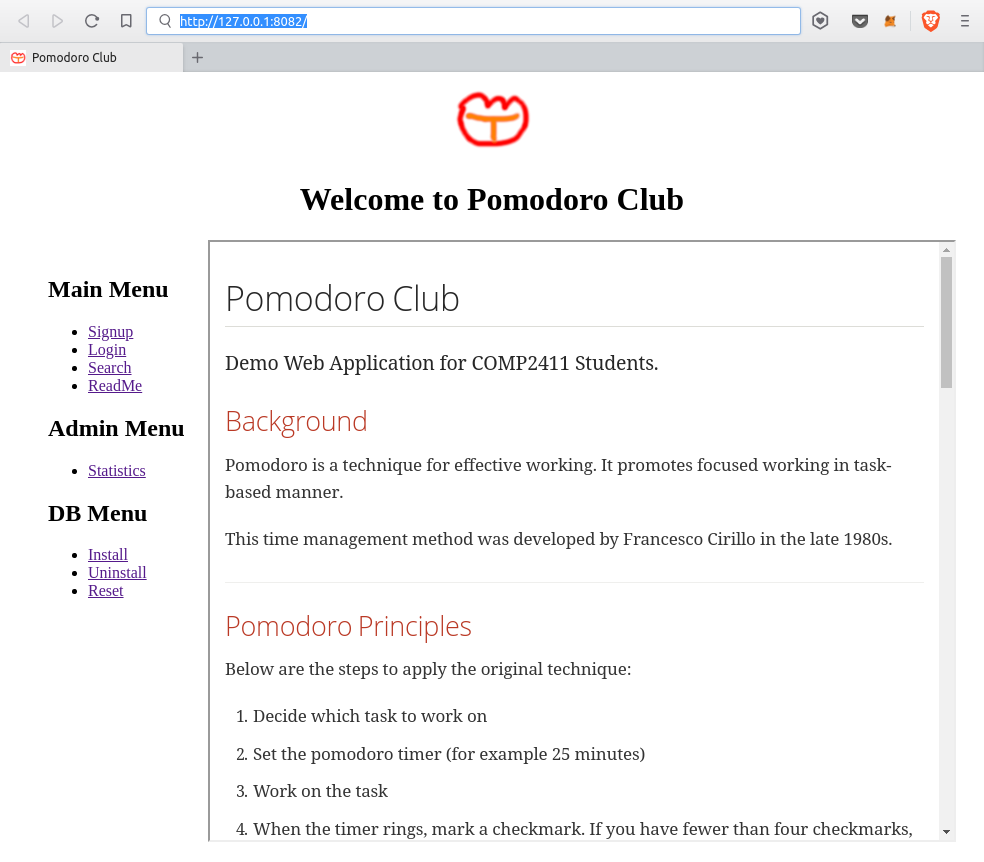 http://127.0.0.1:8082/
Pomodoro Club
Welcome to Pomodoro Club
Main Menu
Signup
Login
Search
ReadMe
Admin Menu
Statistics
DB Menu
Install
Uninstall
Reset
Pomodoro Club
Demo Web Application for COMP2411 Students.
Background
Pomodoro is a technique for effective working. It promotes focused working in task-
based manner.
This time management method was developed by Francesco Cirillo in the late 1980s.
Pomodoro Principles
Below are the steps to apply the original technique:
1. Decide which task to work on
2. Set the pomodoro timer (for example 25 minutes)
3. Work on the task
4. When the timer rings, mark a checkmark. If you have fewer than four checkmarks,